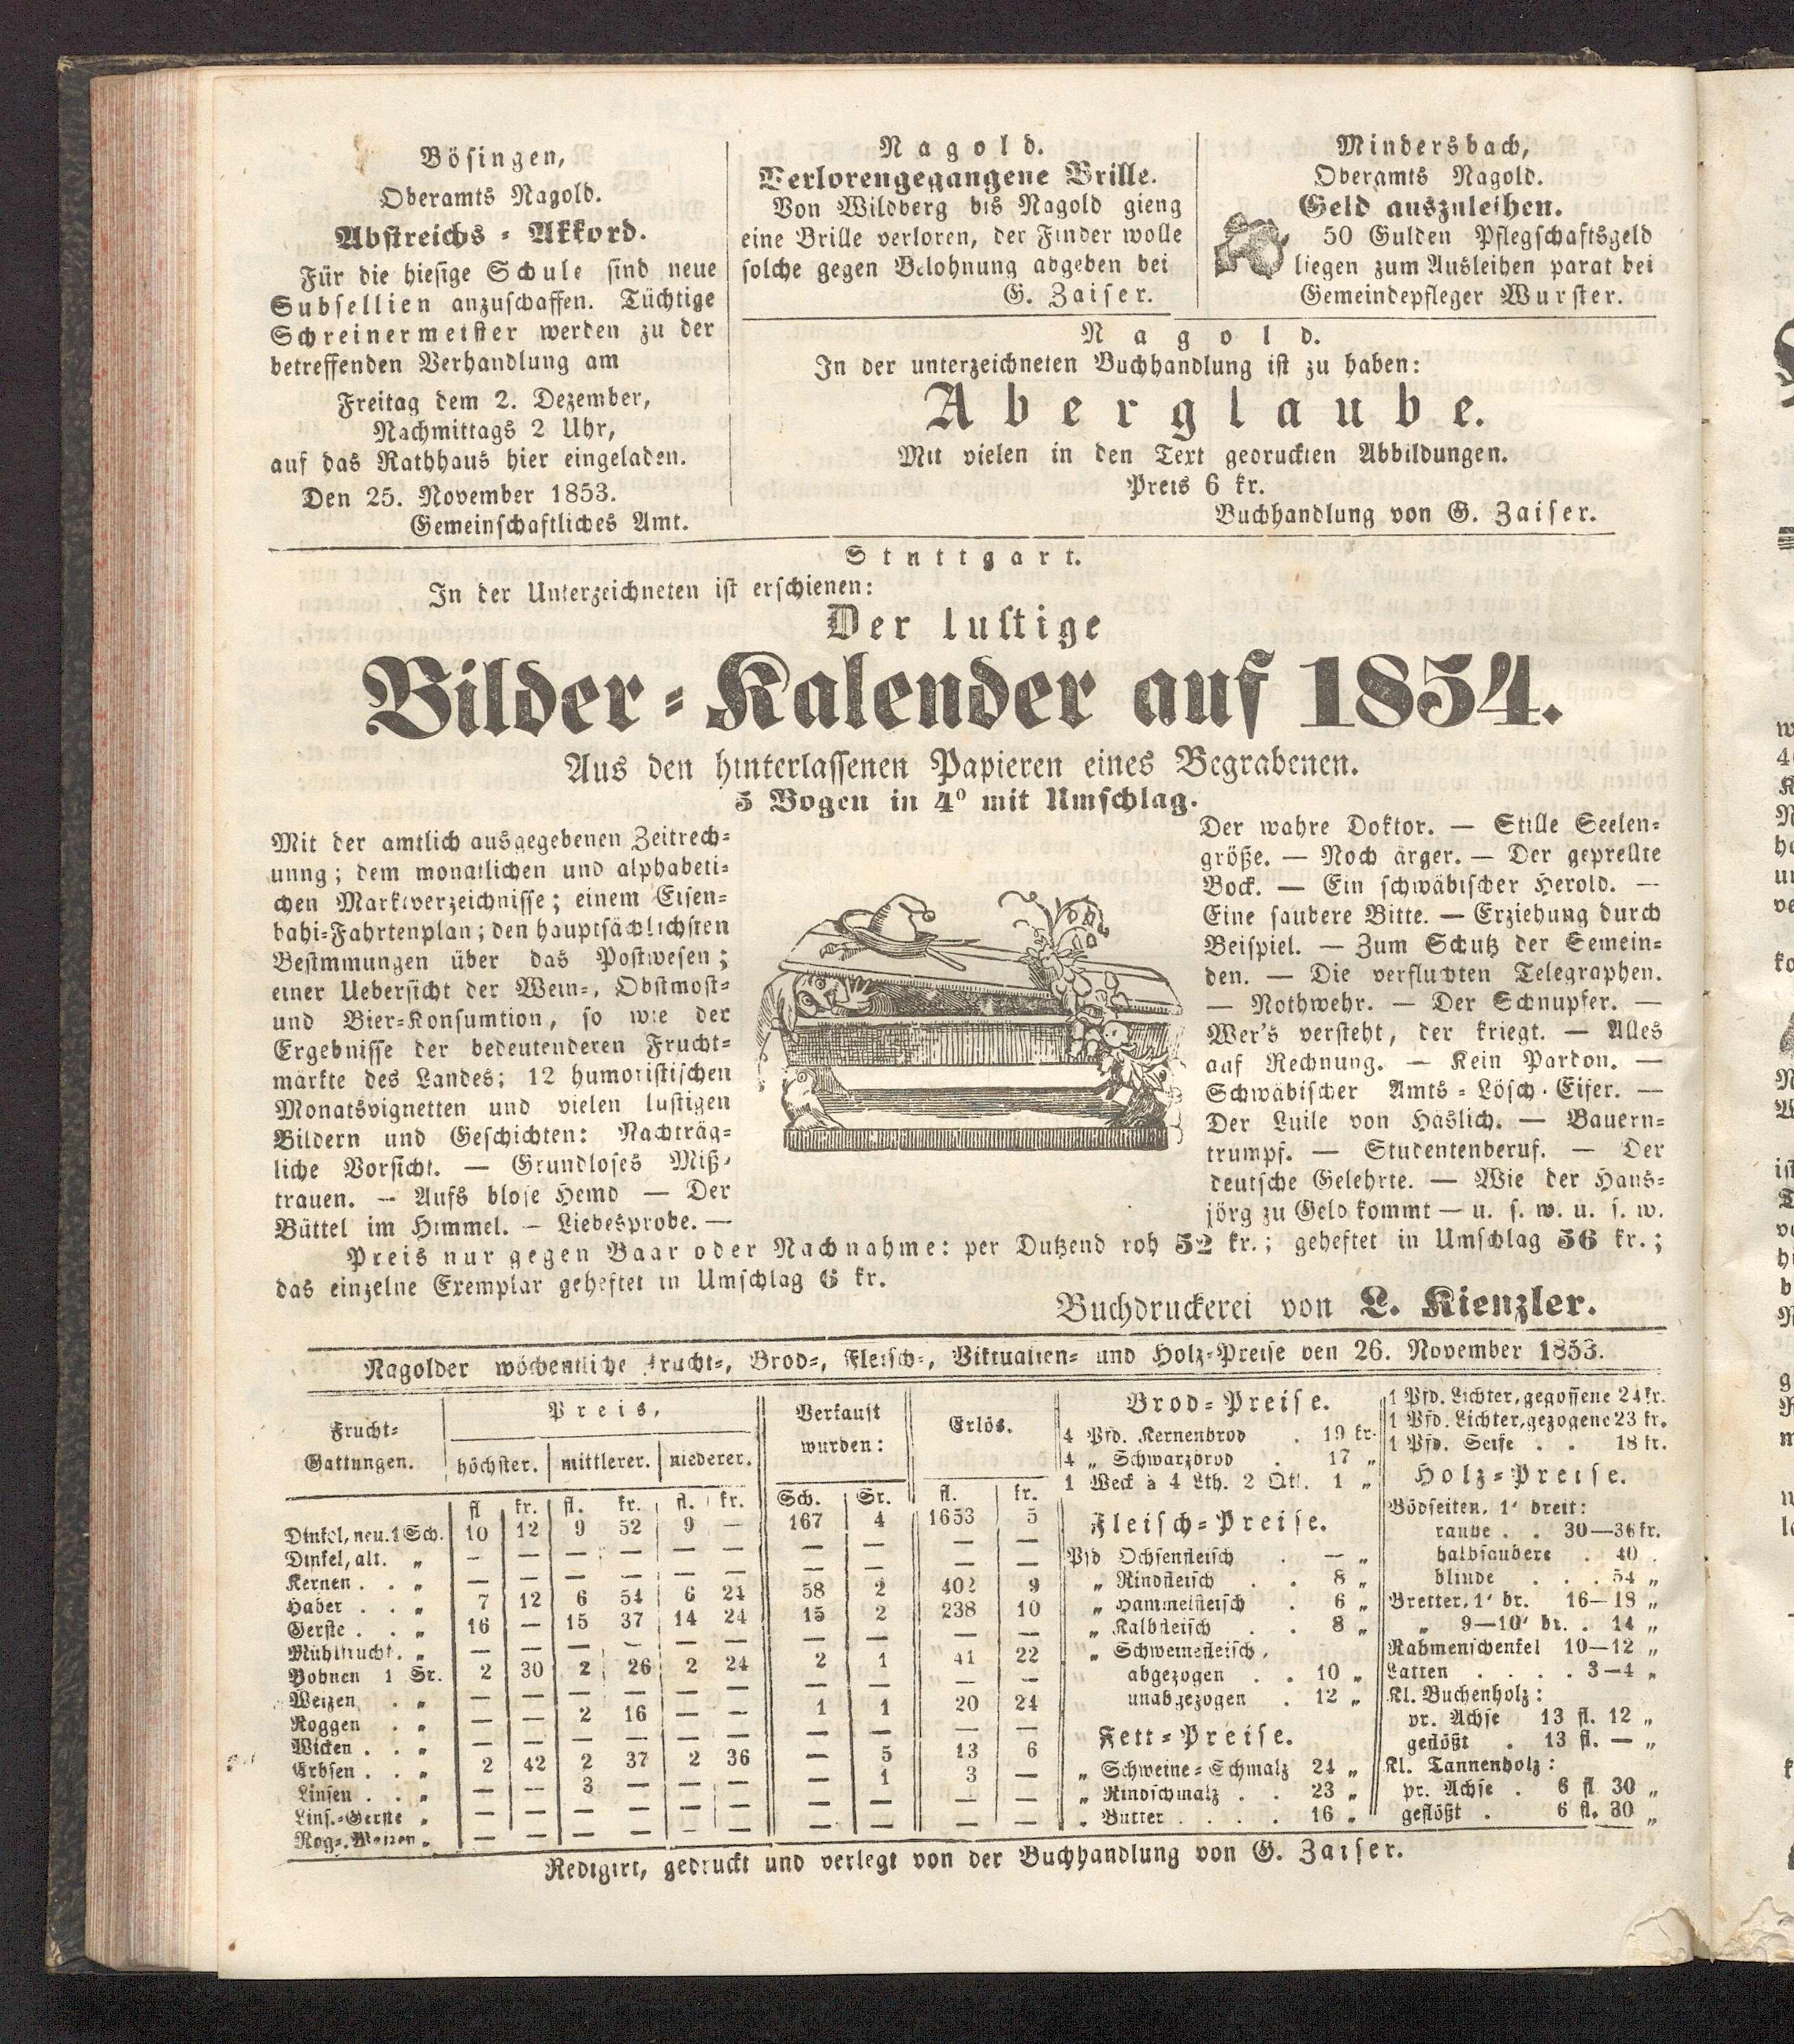 Bösingen,
Oberamts Nagold.
Abstreichs-Akkord.
Für die hiesige Schule sind neue
Subsellien anzuschaffen. Tüchtige
Schreinermeister werden zu der
betreffenden Verhandlung am
Freitag dem 2. Dezember,
Nachmittags 2 Uhr,
auf das Rathhaus hier eingeladen.
Den 25. November 1853.
Gemeinschaftliches Amt.
Nagold.
Verlorengegangene Brille.
Von Wildberg bis Nagold gieng
eine Brille verloren, der Finder wolle
solche gegen Belohnung abgeben bei
G. Zaiser.
Mindersbach,
Oberamts Nagold.
Geld auszuleihen.
50 Gulden Pflegschaftsgeld
liegen zum Ausleihen parat bei
Gemeindepfleger Wurster.
Nagold.
In der unterzeichneten Buchhandlung ist zu haben:
Aberglaube.
Mit vielen in den Text gedruckten Abbildungen.
Preis 6 kr.
Buchhandlung von G. Zaiser.
Stnttgart.
In der Unterzeichneten ist erschienen:
Der lustige
Bilder-Kalender auf 1854.
Aus den hinterlassenen Papieren eines Begrabenen.
5 Bogen in 4⁰ mit Umschlag.
Mit der amtlich ausgegebenen Zeitrech-
unng; dem monatlichen und alphabeti-
chen Marktverzeichnisse; einem Eisen-
bahi-Fahrtenplan; den hauptsächlichsten
Bestmmungen über das Postwesen;
einer Uebersicht der Wein-, Obstmost-
und Bier-Konsumtion, so wie der
Ergebnisse der bedeutenderen Frucht-
märkte des Landes; 12 humoristischen
Monatsvignetten und vielen lustigen
Bildern und Geschichten: Nachträg-
liche Vorsicht. — Grundloses Miß-
trauen. — Aufs blose Hemd — Der
Büttel im Himmel. — Liebesprobe. —
Der wahre Doktor. — Stille Seelen-
größe. — Noch ärger. — Der geprellte
Bock. — Ein schwäbischer Herold. —
Eine saubere Bitte. — Erziehung durch
Beispiel. — Zum Schutz der Gemein-
den. — Die verfluchten Telegraphen.
— Nothwehr. — Der Schnupfer. —
Wer's versteht, der kriegt. — Alles
auf Rechnung. — Kein Pardon. —
Schwäbischer Amts-Lösch-Eifer. —
Der Luile von Häslich. — Bauern-
trumpf. — Studentenberuf. — Der
deutsche Gelehrte. — Wie der Hans-
jörg zu Geld kommt — u. s. w. u. s. w.
Preis nur gegen Baar oder Nachnahme: per Dutzend roh 52 kr.; geheftet in Umschlag 56 kr.;
das einzelne Exemplar geheftet in Umschlag 6 kr.
Buchdruckerei von L. Kienzler.
Nagolder wöchentliche Frucht-, Brod-, Fleisch-, Viktualien- und Holz-Preise ven 26. November 1853.
Frucht-
Gattungen.
Preis,
höchster. mittlerer. niederer.
Verkauft
wurden:
Erlös.
fl kr. fl. kr. fl. kr. Sch. Sr. fl. kr.
Dinkel, neu. 1 Sch. 10 12 9 52 9 — 167 4 1653 5
Dinkel, alt. „ — — — — — — — — — —
Kernen . . „ — — — — — — — — — —
Haber . . „ 7 12 6 54 6 24 58 2 402 9
Gerste . . „ 16 — 15 37 14 24 15 2 238 10
Mühlfrucht . „ — — — — — — — — — —
Bohnen 1 Sr. 2 30 2 26 2 24 2 1 41 22
Weizen . „ — — — — — — — — — —
Roggen . „ — — 2 16 — — 1 1 20 24
Wicken . . „ — — — — — — — — — —
Erbsen . . „ 2 42 2 37 2 36 — 5 13 6
Linsen . . „ — — 3 — — — — 1 3 —
Lins.-Gerste „ — — — — — — — — — —
Rog-.Weizen „ — — — — — — — — — —
Brod-Preise.
4 Pfd. Kernenbrod . 19 kr.
4 „ Schwarzbrod . 17 „
1 Weck à 4 Lth. 2 Qtl. 1 „
Fleisch-Preise.
Pfd Ochsenfleisch . — „
„ Rindfleisch . . 8 „
„ Hammelfleisch . 6 „
„ Kalbfleisch . . 8 „
„ Schweinefleisch,
abgezogen . . 10 „
unabgezogen . 12 „
Fett-Preise.
„ Schweine-Schmalz 24 „
„ Rindschmalz . . 23 „
„ Butter . . . . 16 „
1 Pfd. Lichter, gegossene 24 kr.
1 Pfd. Lichter, gezogene 23 kr.
1 Pfd. Seife . . 18 kr.
Holz-Preise.
Bödseiten, 1' breit:
rauhe . . 30—36 kr.
halbsaubere . 40 .
blinde . . . 54 „
Bretter, 1' br. 16—18 „
„ 9—10' br. . 14 „
Rahmenschenkel 10—12 „
Latten . . . . 3—4 „
Kl. Buchenholz:
pr. Achse 13 fl. 12 „
geflößt . 13 fl. — „
Kl. Tannenholz:
pr. Achse . 6 fl 30 „
geflößt . 6 fl. 30 „
Redigirt, gedruckt und verlegt von der Buchhandlung von G. Zaiser.